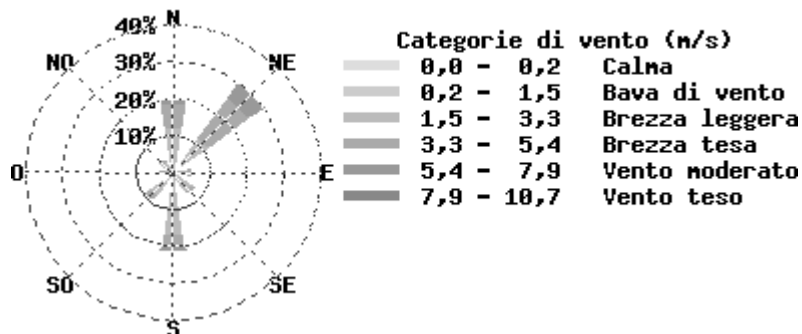 N
40%
30%
20%
10%
NO
NE
O
E
SO
SE
S
Categorie di vento (m/s)
0,0 - 0,2 Calma
0,2 - 1,5 Bava di vento
1,5 - 3,3 Brezza leggera
3,3 - 5,4 Brezza tesa
5,4 - 7,9 Vento moderato
7,9 - 10,7 Vento teso